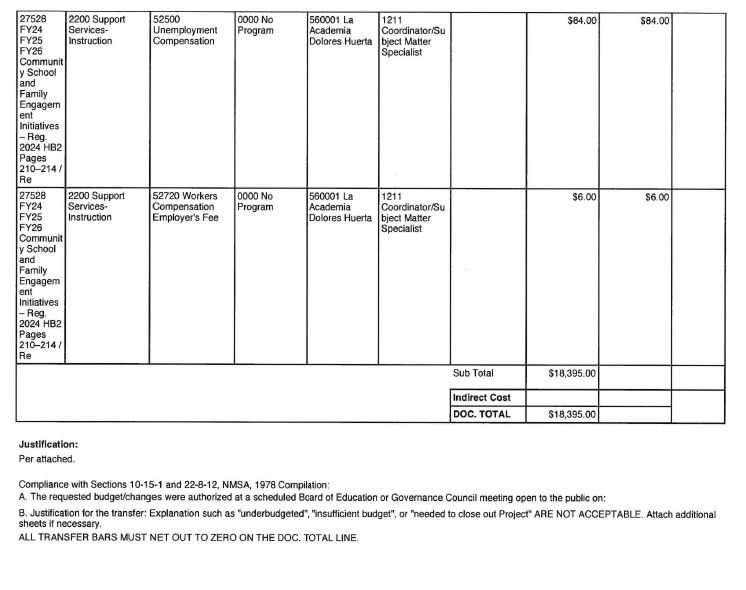 27528
FY24
FY25
FY26
Communit
y School
and
Family
Engagem
ent
Initiatives
– Reg.
2024 HB2
Pages
210–214 /
Re
2200 Support
Services-
Instruction
52500
Unemployment
Compensation
0000 No
Program
560001 La
Academia
Dolores Huerta
1211
Coordinator/Su
bject Matter
Specialist
$84.00
$84.00
27528
FY24
FY25
FY26
Communit
y School
and
Family
Engagem
ent
Initiatives
– Reg.
2024 HB2
Pages
210–214 /
Re
2200 Support
Services-
Instruction
52720 Workers
Compensation
Employer's Fee
0000 No
Program
560001 La
Academia
Dolores Huerta
1211
Coordinator/Su
bject Matter
Specialist
$6.00
$6.00
Sub Total $18,395.00
Indirect Cost
DOC. TOTAL $18,395.00
Justification:
Per attached.
Compliance with Sections 10-15-1 and 22-8-12, NMSA, 1978 Compilation:
A. The requested budget/changes were authorized at a scheduled Board of Education or Governance Council meeting open to the public on:
B. Justification for the transfer: Explanation such as "underbudgeted", "insufficient budget", or "needed to close out Project" ARE NOT ACCEPTABLE. Attach additional
sheets if necessary.
ALL TRANSFER BARS MUST NET OUT TO ZERO ON THE DOC. TOTAL LINE.